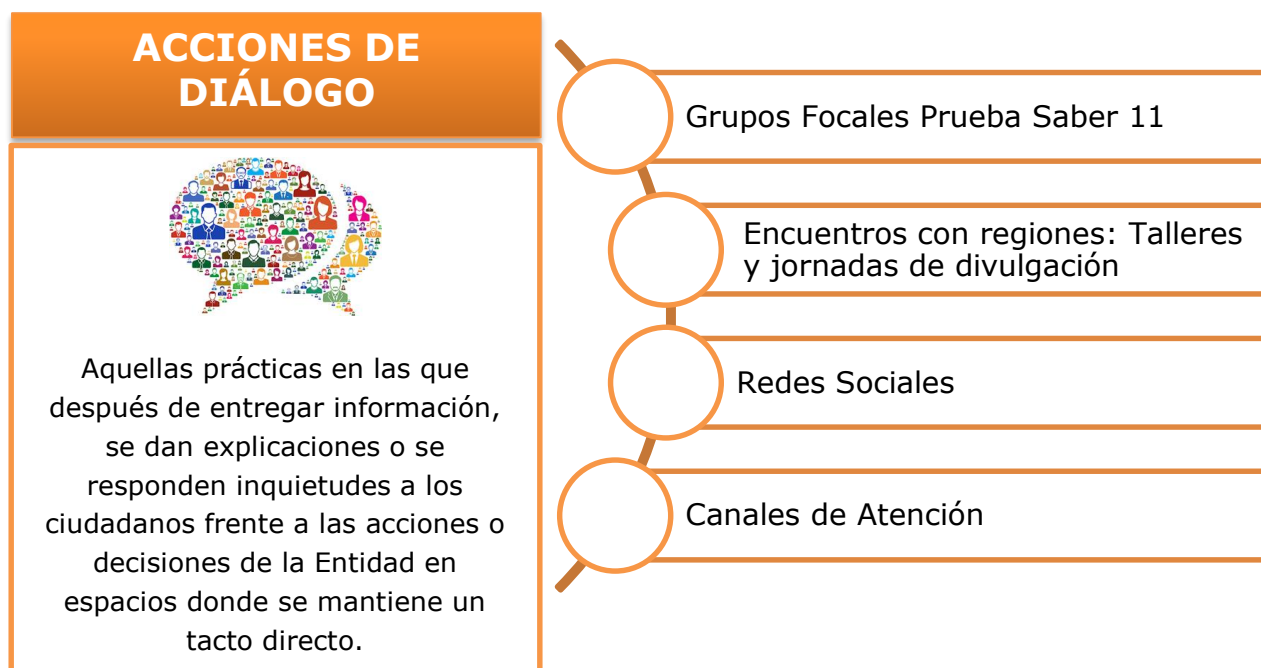 ACCIONES DE
DIÁLOGO
Aquellas prácticas en las que
después de entregar información,
se dan explicaciones o se
responden inquietudes a los
ciudadanos frente a las acciones o
decisiones de la Entidad en
espacios donde se mantiene un
tacto directo.
Grupos Focales Prueba Saber 11
Encuentros con regiones: Talleres
y jornadas de divulgación
Redes Sociales
Canales de Atención